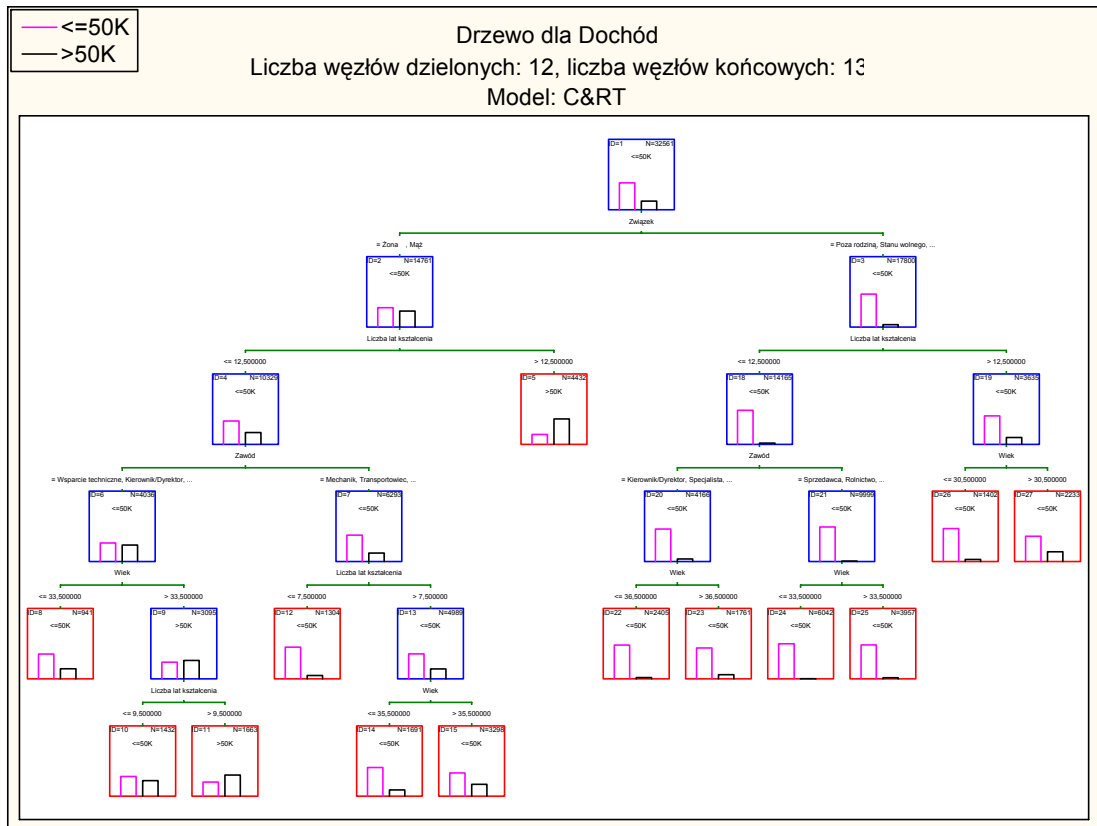 <=50K
>50K
Drzewo dla Dochód
Liczba węzłów dzielonych: 12, liczba węzłów końcowych: 13
Model: C&RT
ID=1 N=32561
<=50K
Związek
= Żona , Mąż
= Poza rodziną, Stanu wolnego, ...
ID=2 N=14761
<=50K
ID=3 N=17800
<=50K
Liczba lat kształcenia
Liczba lat kształcenia
<= 12,500000
> 12,500000
<= 12,500000
> 12,500000
ID=4 N=10329
<=50K
ID=5 N=4432
>50K
ID=18 N=14165
<=50K
ID=19 N=3635
<=50K
Zawód
Zawód
Wiek
= Wsparcie techniczne, Kierownik/Dyrektor, ...
= Mechanik, Transportowiec, ...
= Kierownik/Dyrektor, Specjalista, ...
= Sprzedawca, Rolnictwo, ...
<= 30,500000
> 30,500000
ID=6 N=4036
<=50K
ID=7 N=6293
<=50K
ID=20 N=4166
<=50K
ID=21 N=9999
<=50K
ID=26 N=1402
<=50K
ID=27 N=2233
<=50K
Wiek
Liczba lat kształcenia
Wiek
Wiek
<= 33,500000
> 33,500000
<= 7,500000
> 7,500000
<= 36,500000
> 36,500000
<= 33,500000
> 33,500000
ID=8 N=941
<=50K
ID=9 N=3095
>50K
ID=12 N=1304
<=50K
ID=13 N=4989
<=50K
ID=22 N=2405
<=50K
ID=23 N=1761
<=50K
ID=24 N=6042
<=50K
ID=25 N=3957
<=50K
Liczba lat kształcenia
Wiek
<= 9,500000
> 9,500000
<= 35,500000
> 35,500000
ID=10 N=1432
<=50K
ID=11 N=1663
>50K
ID=14 N=1691
<=50K
ID=15 N=3298
<=50K